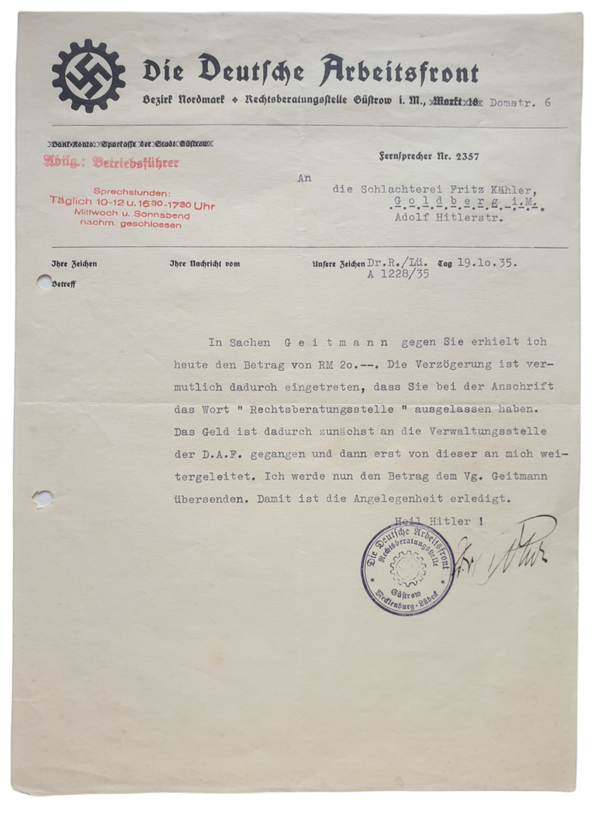 Die Deutsche Arbeitsfront
Bezirk Nordmark ✦ Rechtsberatungsstelle Güstrow i. M., Markt 18 Domstr. 6
Bank-Konto: Sparkasse der Stadt Güstrow
Abtlg.: Betriebsführer
Fernsprecher Nr. 2357
An
die Schlachterei Fritz Kähler,
G o l d b e r g i.M.
Adolf Hitlerstr.
Sprechstunden:
Täglich 10-12 u. 16³⁰-17³⁰ Uhr
Mittwoch u. Sonnabend
nachm. geschlossen
Ihre Zeichen Ihre Nachricht vom Unsere Zeichen Dr.R./Lü. Tag 19.10.35.
A 1228/35
Betreff
In Sachen G e i t m a n n gegen Sie erhielt ich
heute den Betrag von RM 2o.--. Die Verzögerung ist ver-
mutlich dadurch eingetreten, dass Sie bei der Anschrift
das Wort " Rechtsberatungsstelle " ausgelassen haben.
Das Geld ist dadurch zunächst an die Verwaltungsstelle
der D.A.F. gegangen und dann erst von dieser an mich wei-
tergeleitet. Ich werde nun den Betrag dem Vg. Geitmann
übersenden. Damit ist die Angelegenheit erledigt.
Heil Hitler !
Die Deutsche Arbeitsfront
Rechtsberatungsstelle
Güstrow
Mecklenburg-Lübeck